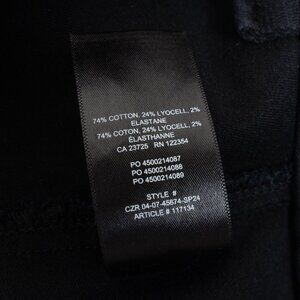 74% COTTON, 24% LYOCELL, 2%
ELASTANE
74% COTON, 24% LYOCELL, 2%
ÉLASTHANNE
CA 23725 RN 122354
PO 4500214087
PO 4500214088
PO 4500214089
STYLE #
CZR 04-07-45674-SP24
ARTICLE # 117134